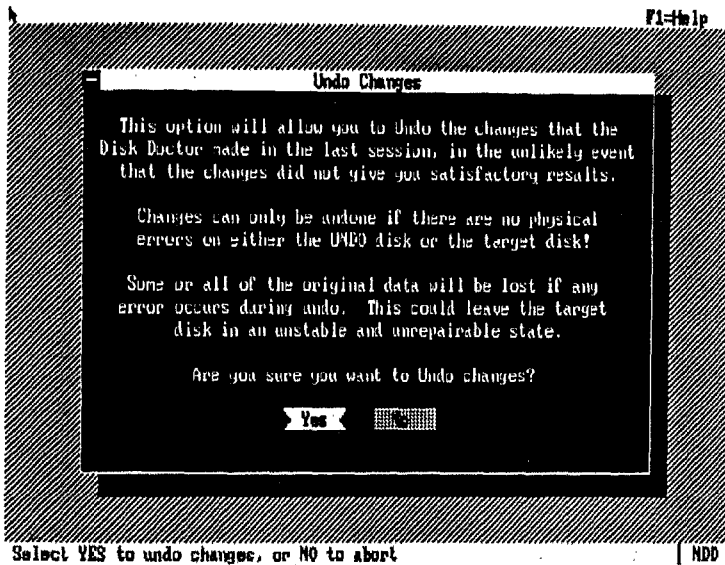 F1=Help
Undo Changes
This option will allow you to Undo the changes that the
Disk Doctor made in the last session, in the unlikely event
that the changes did not give you satisfactory results.
Changes can only be undone if there are no physical
errors on either the UNDO disk or the target disk!
Some or all of the original data will be lost if any
error occurs during undo. This could leave the target
disk in an unstable and unrepairable state.
Are you sure you want to Undo changes?
Yes No
Select YES to undo changes, or NO to abort NDD